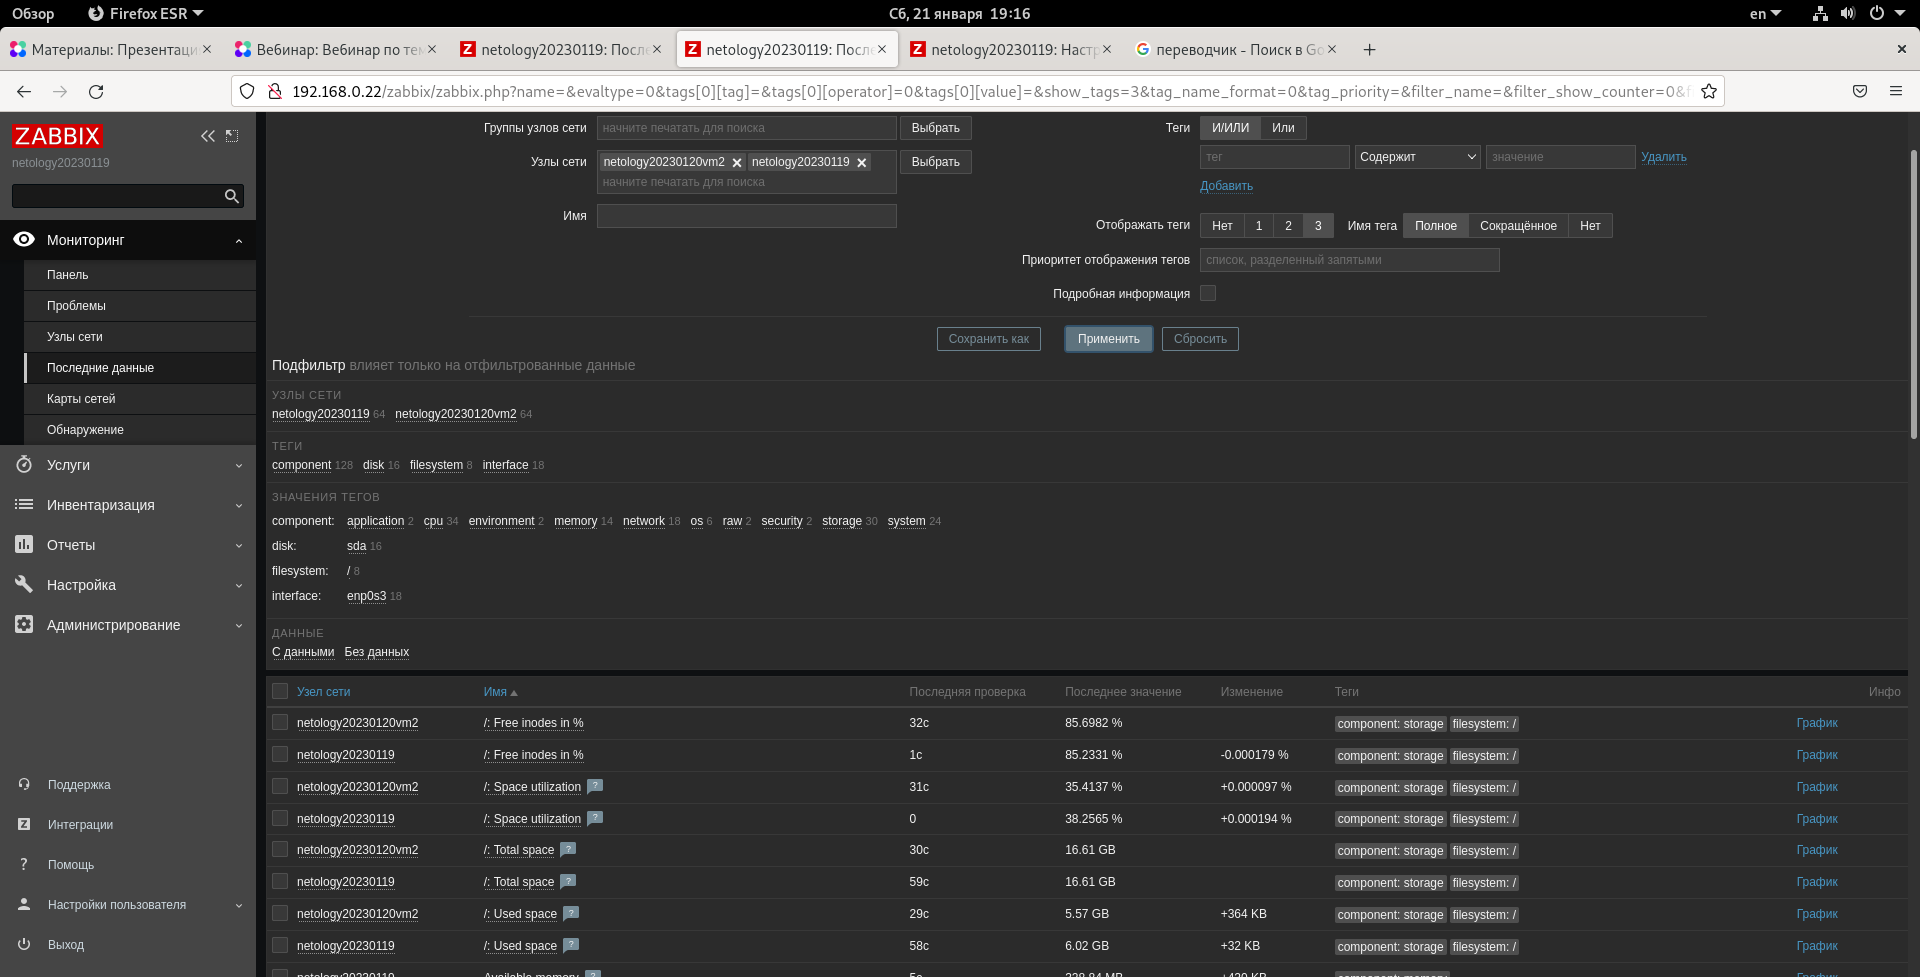 Обзор Firefox ESR Сб, 21 января 19:16 en
Материалы: Презентаци Вебинар: Вебинар по тем netology20230119: После netology20230119: После netology20230119: Настр переводчик - Поиск в Go
192.168.0.22/zabbix/zabbix.php?name=&evaltype=0&tags[0][tag]=&tags[0][operator]=0&tags[0][value]=&show_tags=3&tag_name_format=0&tag_priority=&filter_name=&filter_show_counter=0&f
ZABBIX
netology20230119
Мониторинг
Панель
Проблемы
Узлы сети
Последние данные
Карты сетей
Обнаружение
Услуги
Инвентаризация
Отчеты
Настройка
Администрирование
Поддержка
Интеграции
Помощь
Настройки пользователя
Выход
Группы узлов сети начните печатать для поиска Выбрать
Узлы сети netology20230120vm2 netology20230119 Выбрать
начните печатать для поиска
Имя
Теги И/ИЛИ Или
тег Содержит значение Удалить
Добавить
Отображать теги Нет 1 2 3 Имя тега Полное Сокращённое Нет
Приоритет отображения тегов список, разделенный запятыми
Подробная информация
Сохранить как Применить Сбросить
Подфильтр влияет только на отфильтрованные данные
УЗЛЫ СЕТИ
netology20230119 64 netology20230120vm2 64
ТЕГИ
component 128 disk 16 filesystem 8 interface 18
ЗНАЧЕНИЯ ТЕГОВ
component: application 2 cpu 34 environment 2 memory 14 network 18 os 6 raw 2 security 2 storage 30 system 24
disk: sda 16
filesystem: / 8
interface: enp0s3 18
ДАННЫЕ
С данными Без данных
Узел сети Имя Последняя проверка Последнее значение Изменение Теги Инфо
netology20230120vm2 /: Free inodes in % 32с 85.6982 % component: storage filesystem: / График
netology20230119 /: Free inodes in % 1с 85.2331 % -0.000179 % component: storage filesystem: / График
netology20230120vm2 /: Space utilization ? 31с 35.4137 % +0.000097 % component: storage filesystem: / График
netology20230119 /: Space utilization ? 0 38.2565 % +0.000194 % component: storage filesystem: / График
netology20230120vm2 /: Total space ? 30с 16.61 GB component: storage filesystem: / График
netology20230119 /: Total space ? 59с 16.61 GB component: storage filesystem: / График
netology20230120vm2 /: Used space ? 29с 5.57 GB +364 KB component: storage filesystem: / График
netology20230119 /: Used space ? 58с 6.02 GB +32 KB component: storage filesystem: / График
netology20230119 Available memory ? 5с +420 KB component: memory График